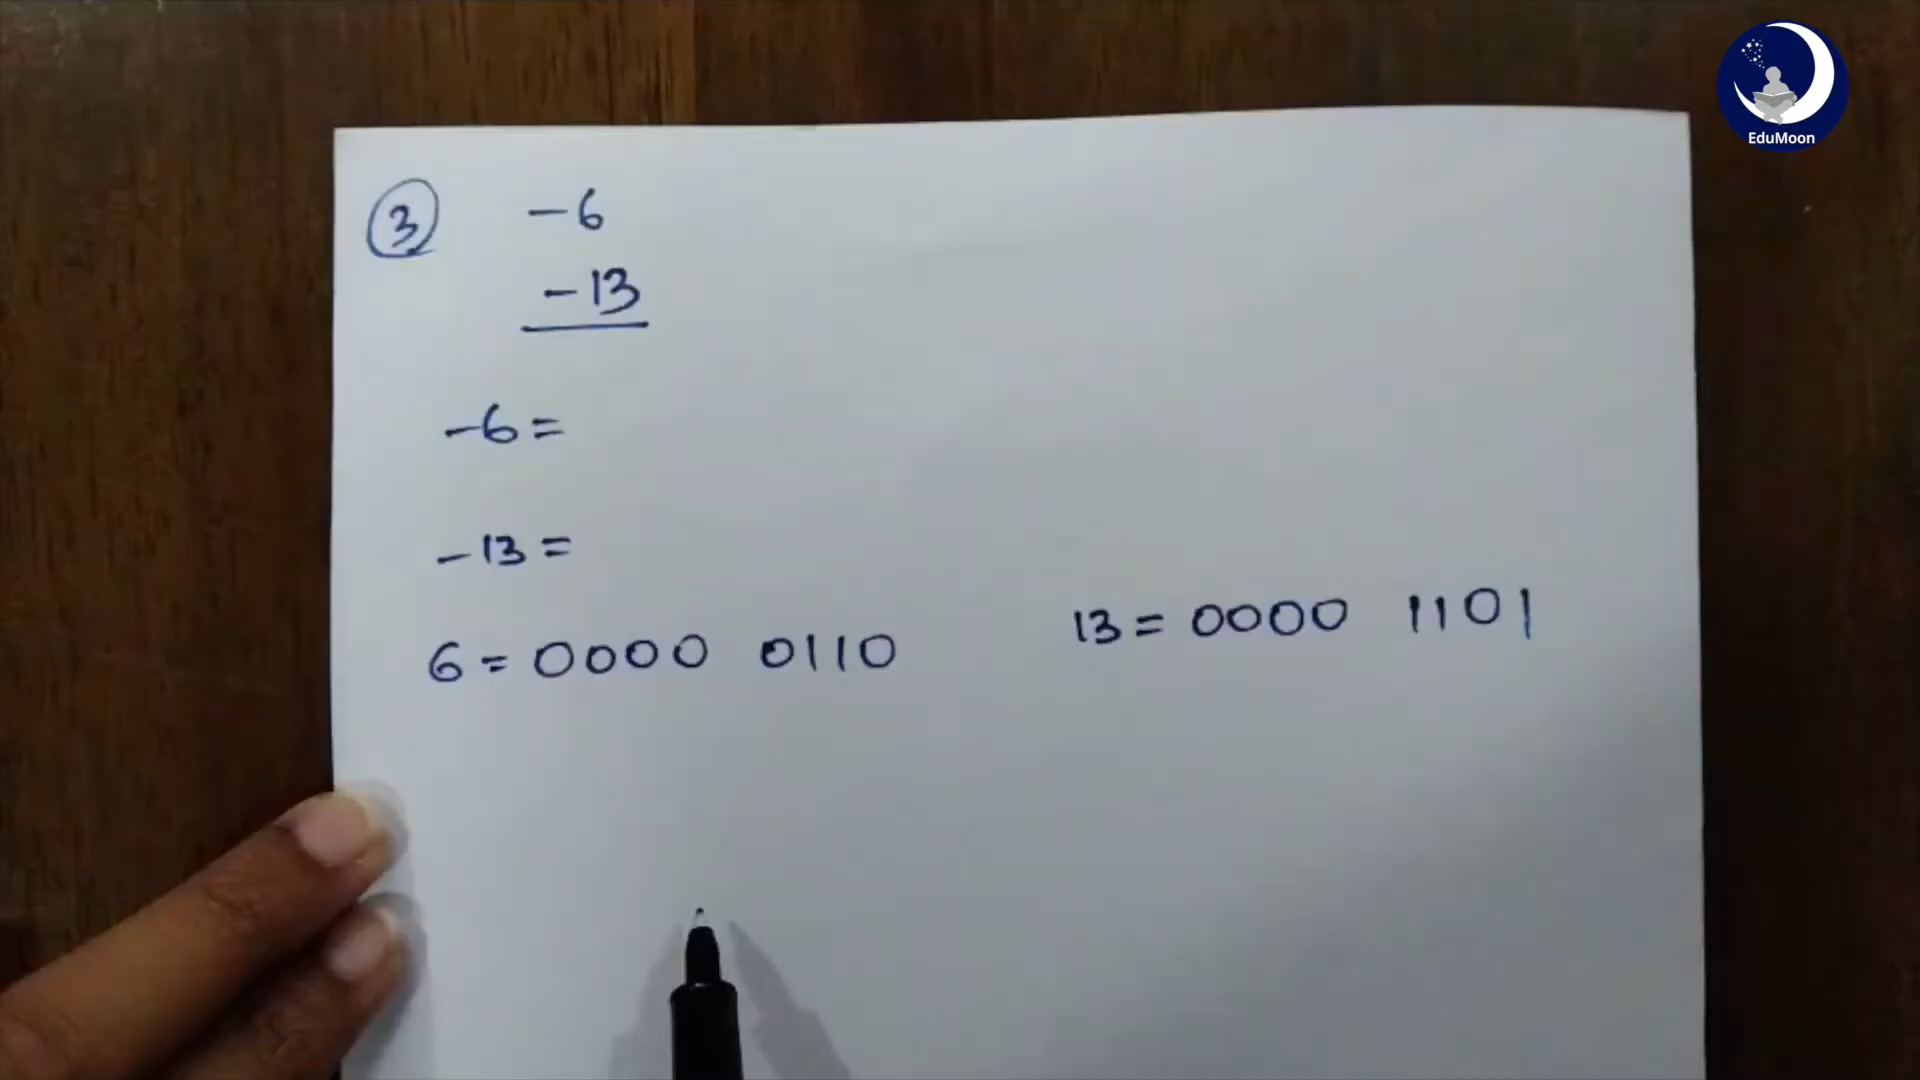 ③ -6
-13
-6 =
-13 =
6 = 0000 0110
13 = 0000 1101
EduMoon